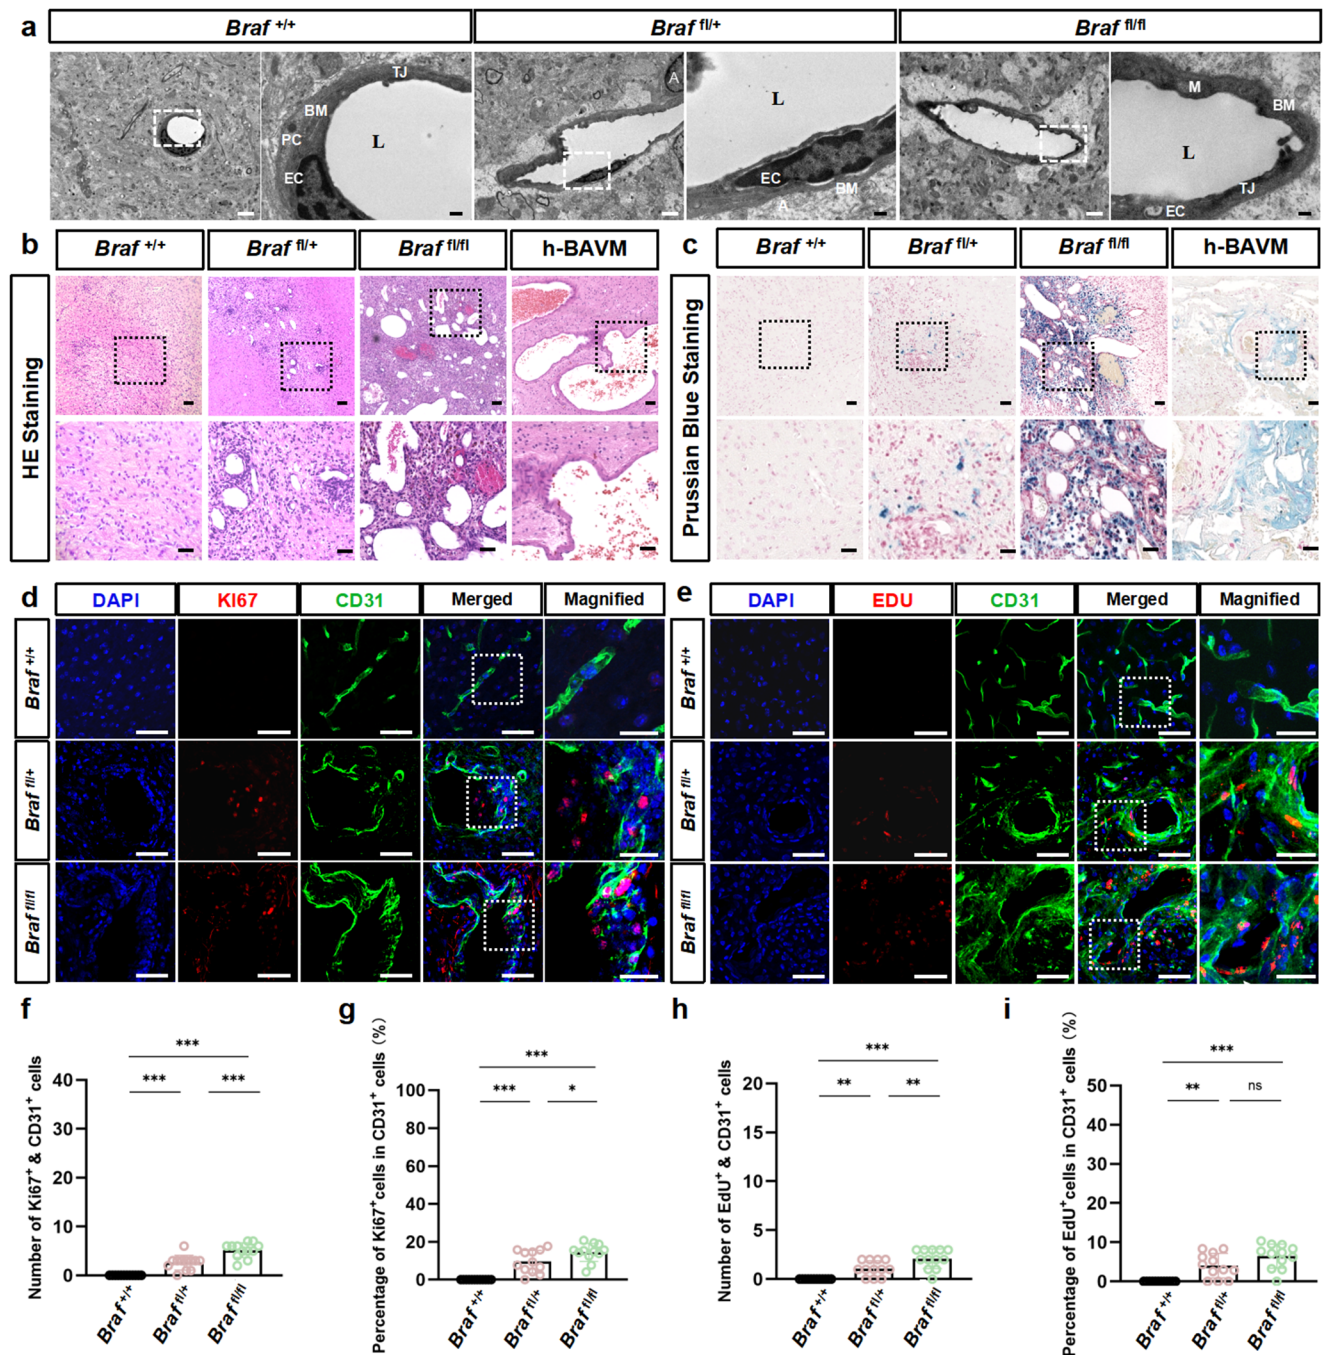 a
Braf +/+
Braf fl/+
Braf fl/fl
TJ
BM
PC
EC
L
A
L
EC
BM
A
M
BM
L
TJ
EC
b
Braf +/+
Braf fl/+
Braf fl/fl
h-BAVM
HE Staining
c
Braf +/+
Braf fl/+
Braf fl/fl
h-BAVM
Prussian Blue Staining
d
DAPI
KI67
CD31
Merged
Magnified
Braf +/+
Braf fl/+
Braf fl/fl
e
DAPI
EDU
CD31
Merged
Magnified
Braf +/+
Braf fl/+
Braf fl/fl
f
Number of Ki67+ & CD31+ cells
40
30
20
10
0
***
***
***
Braf +/+
Braf fl/+
Braf fl/fl
g
Percentage of Ki67+cells in CD31+ cells (%)
100
80
60
40
20
0
***
***
*
Braf +/+
Braf fl/+
Braf fl/fl
h
Number of EdU+ & CD31+ cells
20
15
10
5
0
***
**
**
Braf +/+
Braf fl/+
Braf fl/fl
i
Percentage of EdU+cells in CD31+ cells (%)
50
40
30
20
10
0
***
**
ns
Braf +/+
Braf fl/+
Braf fl/fl